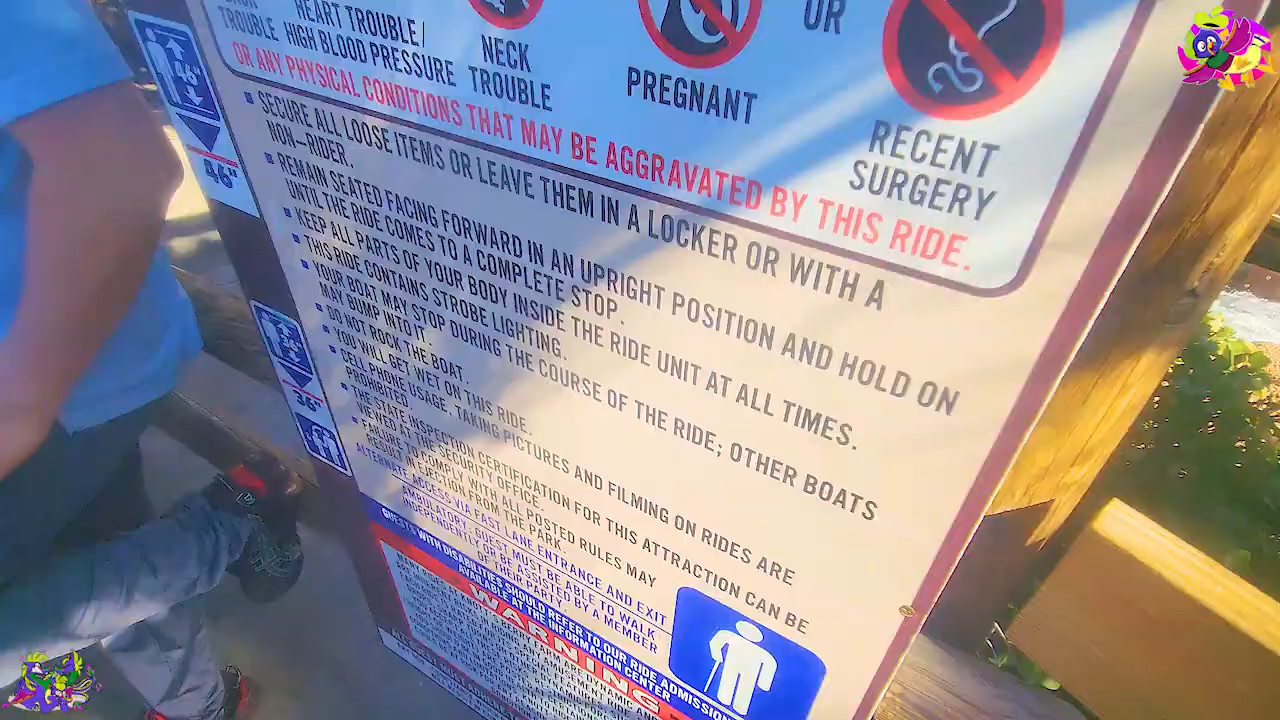 TROUBLE
HEART TROUBLE/
HIGH BLOOD PRESSURE
NECK
TROUBLE
PREGNANT
OR
RECENT
SURGERY
OR ANY PHYSICAL CONDITIONS THAT MAY BE AGGRAVATED BY THIS RIDE.
46"
46"
36"
SECURE ALL LOOSE ITEMS OR LEAVE THEM IN A LOCKER OR WITH A
NON-RIDER.
REMAIN SEATED FACING FORWARD IN AN UPRIGHT POSITION AND HOLD ON
UNTIL THE RIDE COMES TO A COMPLETE STOP.
KEEP ALL PARTS OF YOUR BODY INSIDE THE RIDE UNIT AT ALL TIMES.
THIS RIDE CONTAINS STROBE LIGHTING.
YOUR BOAT MAY STOP DURING THE COURSE OF THE RIDE; OTHER BOATS
MAY BUMP INTO IT.
DO NOT ROCK THE BOAT.
YOU WILL GET WET ON THIS RIDE.
CELL PHONE USAGE, TAKING PICTURES AND FILMING ON RIDES ARE
PROHIBITED.
THE STATE INSPECTION CERTIFICATION FOR THIS ATTRACTION CAN BE
VIEWED AT THE SECURITY OFFICE.
FAILURE TO COMPLY WITH ALL POSTED RULES MAY
RESULT IN EJECTION FROM THE PARK.
ALTERNATE ACCESS VIA FAST LANE ENTRANCE AND EXIT
AMBULATORY: GUEST MUST BE ABLE TO WALK
INDEPENDENTLY OR BE ASSISTED BY A MEMBER
OF THEIR PARTY.
GUESTS WITH DISABILITIES SHOULD REFER TO OUR RIDE ADMISSION
AVAILABLE AT THE INFORMATION CENTER.
WARNING